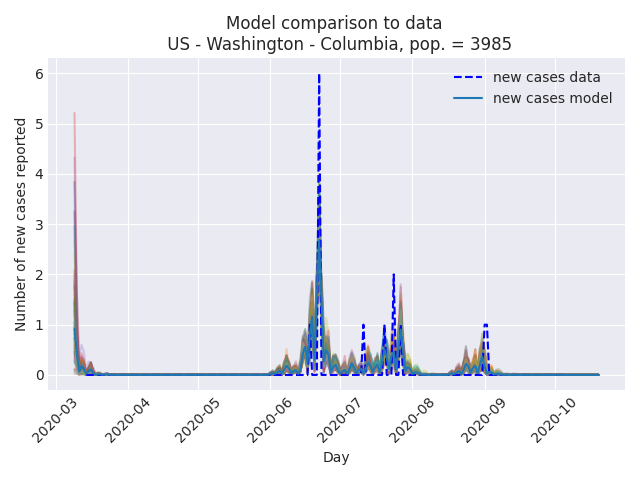 Model comparison to data
US - Washington - Columbia, pop. = 3985
new cases data
new cases model
Number of new cases reported
6
5
4
3
2
1
0
2020-03
2020-04
2020-05
2020-06
2020-07
2020-08
2020-09
2020-10
Day